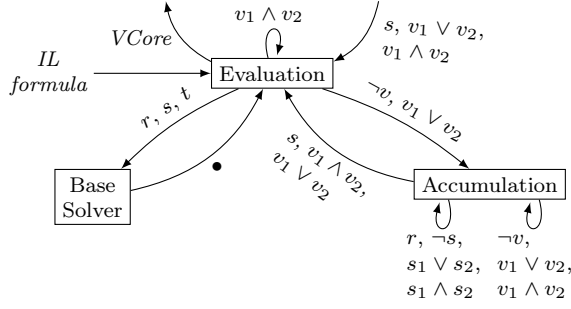 v₁ ∧ v₂
VCore
s, v₁ ∨ v₂,
v₁ ∧ v₂
IL
formula
Evaluation
r, s, t
¬v, v₁ ∨ v₂
s, v₁ ∧ v₂,
v₁ ∨ v₂
•
Base
Solver
Accumulation
r, ¬s,
s₁ ∨ s₂,
s₁ ∧ s₂
¬v,
v₁ ∨ v₂,
v₁ ∧ v₂